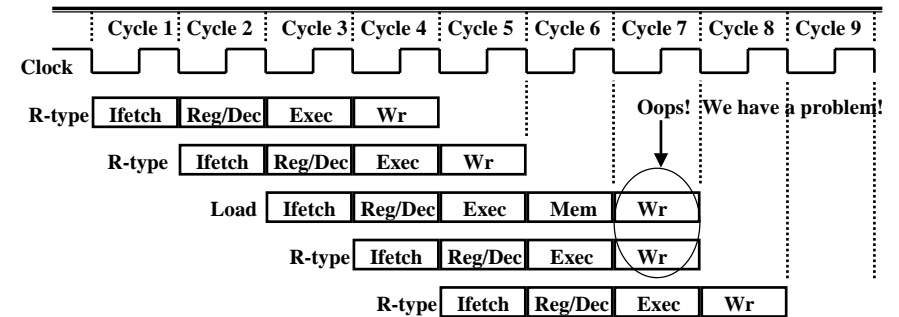 Cycle 1 Cycle 2 Cycle 3 Cycle 4 Cycle 5 Cycle 6 Cycle 7 Cycle 8 Cycle 9
Clock
Oops! We have a problem!
R-type Ifetch Reg/Dec Exec Wr
R-type Ifetch Reg/Dec Exec Wr
Load Ifetch Reg/Dec Exec Mem Wr
R-type Ifetch Reg/Dec Exec Wr
R-type Ifetch Reg/Dec Exec Wr